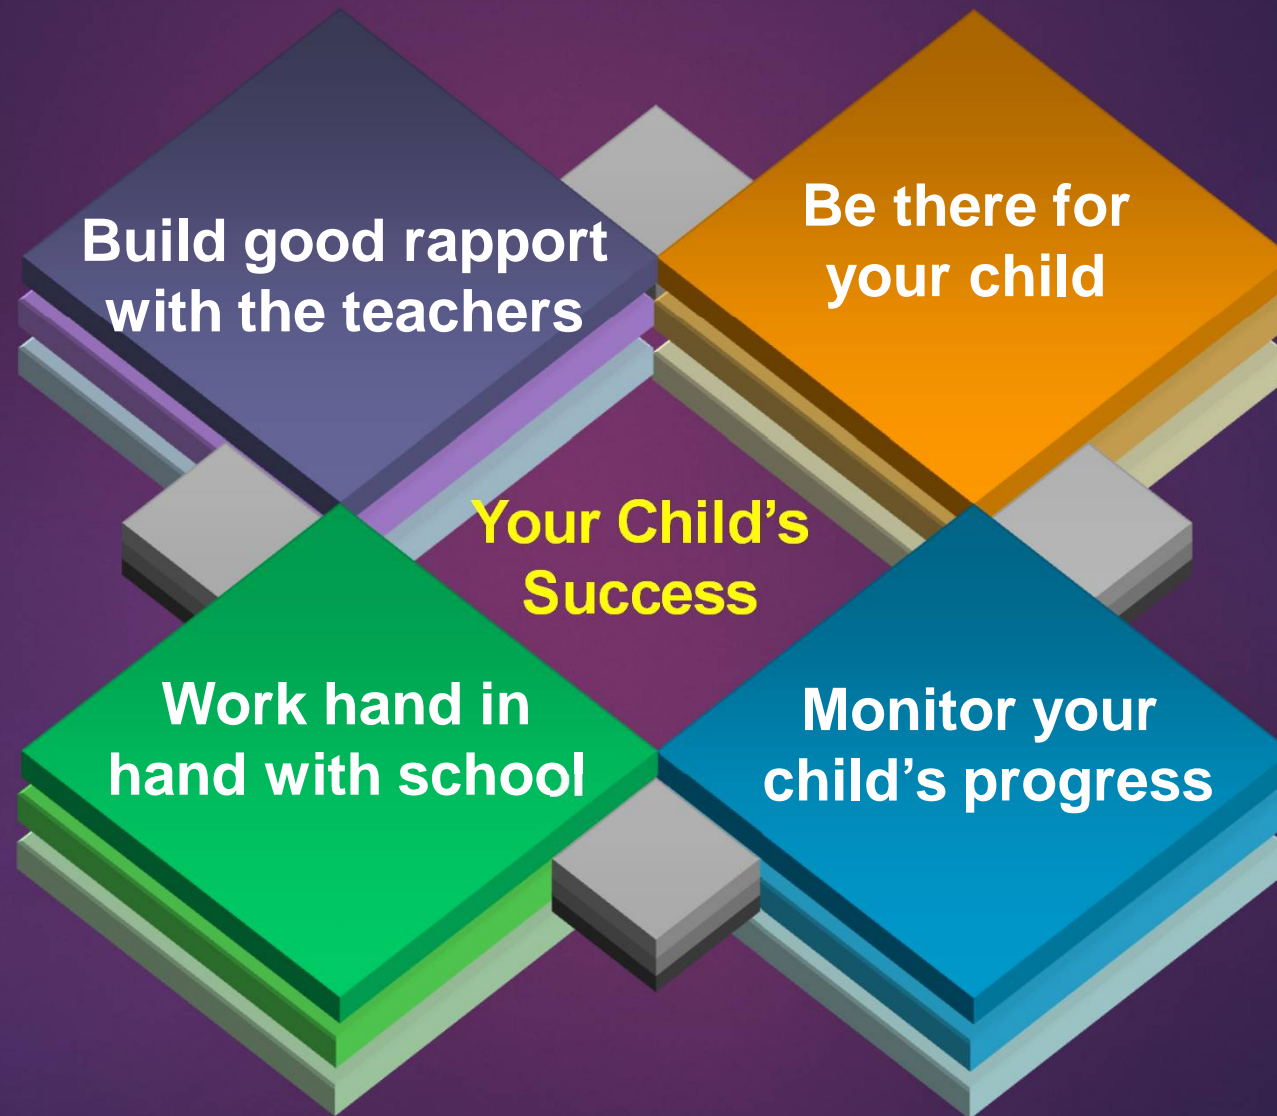 Build good rapport
with the teachers
Be there for
your child
Your Child’s
Success
Work hand in
hand with school
Monitor your
child’s progress